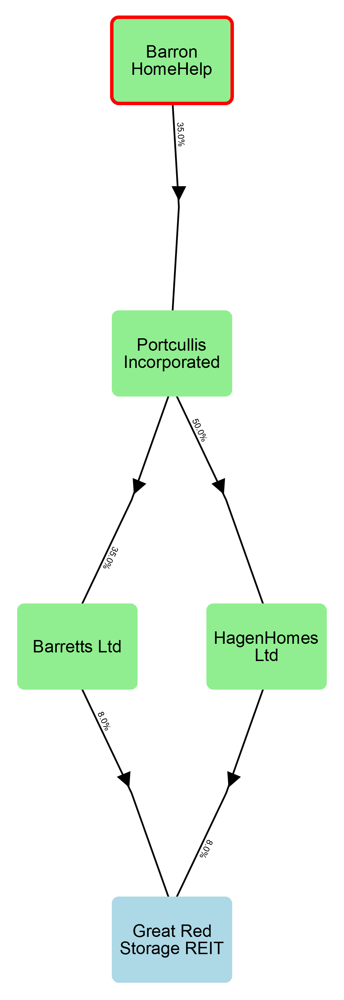 Barron
HomeHelp
35.0%
Portcullis
Incorporated
50.0%
35.0%
Barretts Ltd
HagenHomes
Ltd
8.0%
8.0%
Great Red
Storage REIT